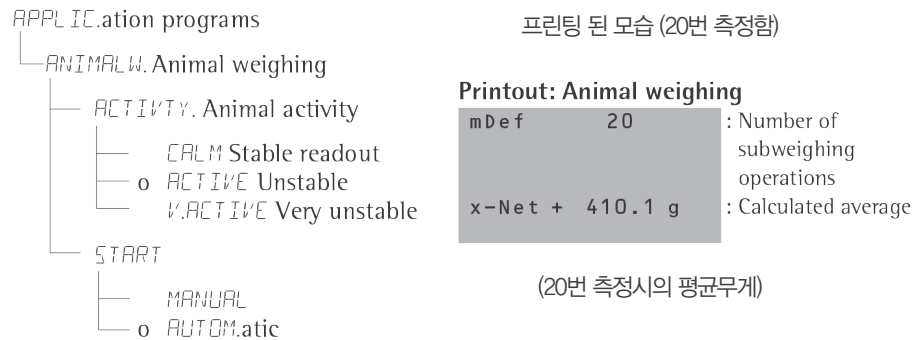 APPLIC.ation programs
ANIMALW. Animal weighing
ACTIVTY. Animal activity
CALM Stable readout
o ACTIVE Unstable
V.ACTIVE Very unstable
START
MANUAL
o AUTOM.atic
프린팅 된 모습 (20번 측정함)
Printout: Animal weighing
mDef 20 : Number of
subweighing
operations
x-Net + 410.1 g : Calculated average
(20번 측정시의 평균무게)